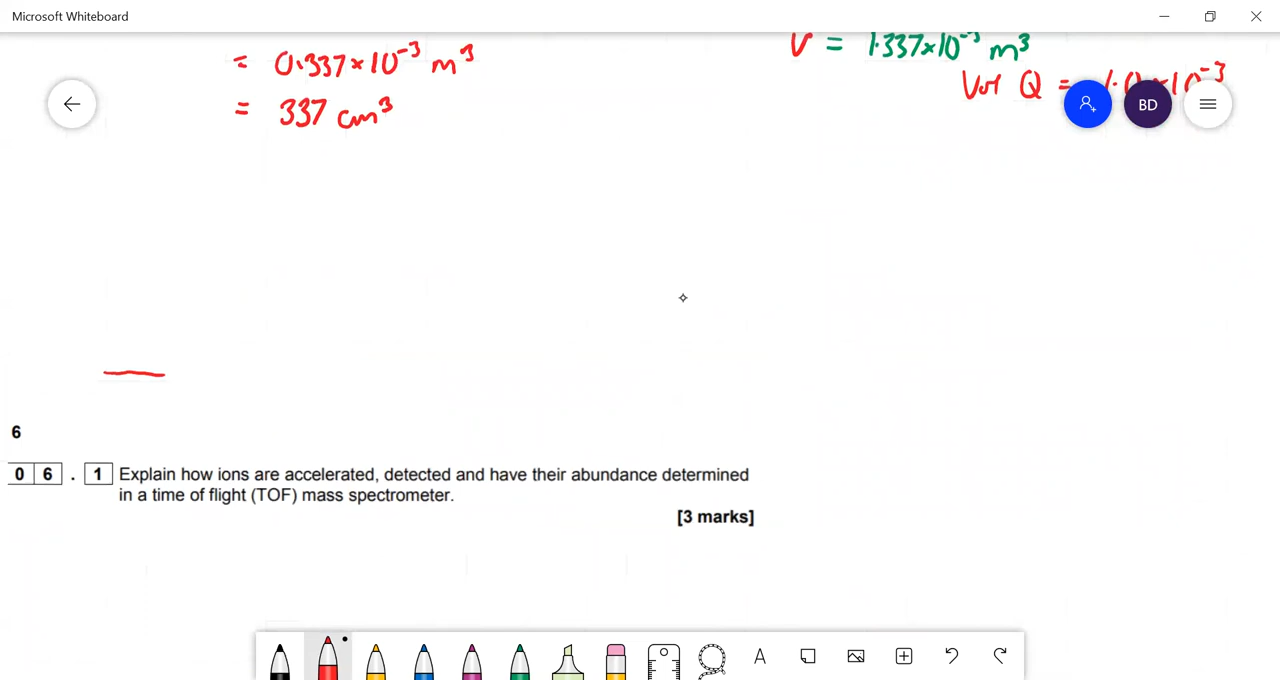 Microsoft Whiteboard
= 0.337×10⁻³ m³
= 337 cm³
V = 1.337×10⁻³ m³
Vol Q =
BD
6
0 6 . 1 Explain how ions are accelerated, detected and have their abundance determined
in a time of flight (TOF) mass spectrometer.
[3 marks]
A